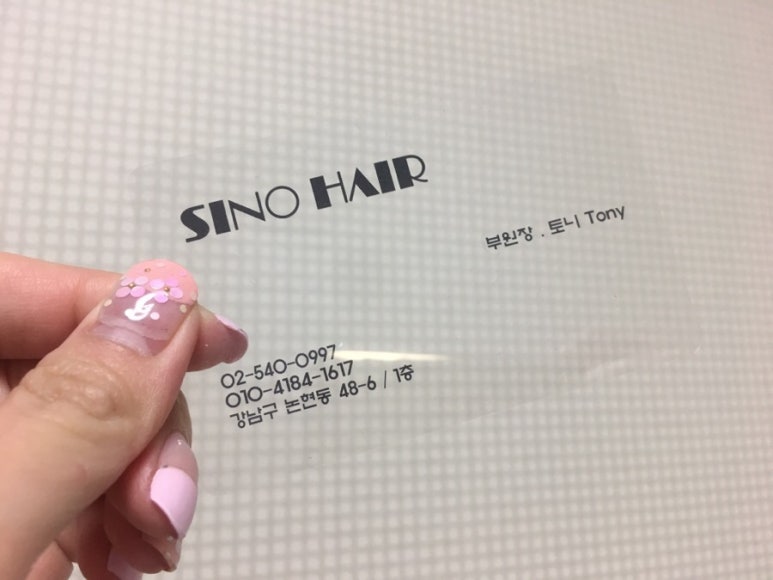 SINO HAIR
부원장 . 토니 Tony
02-540-0997
010-4184-1617
강남구 논현동 48-6 / 1층